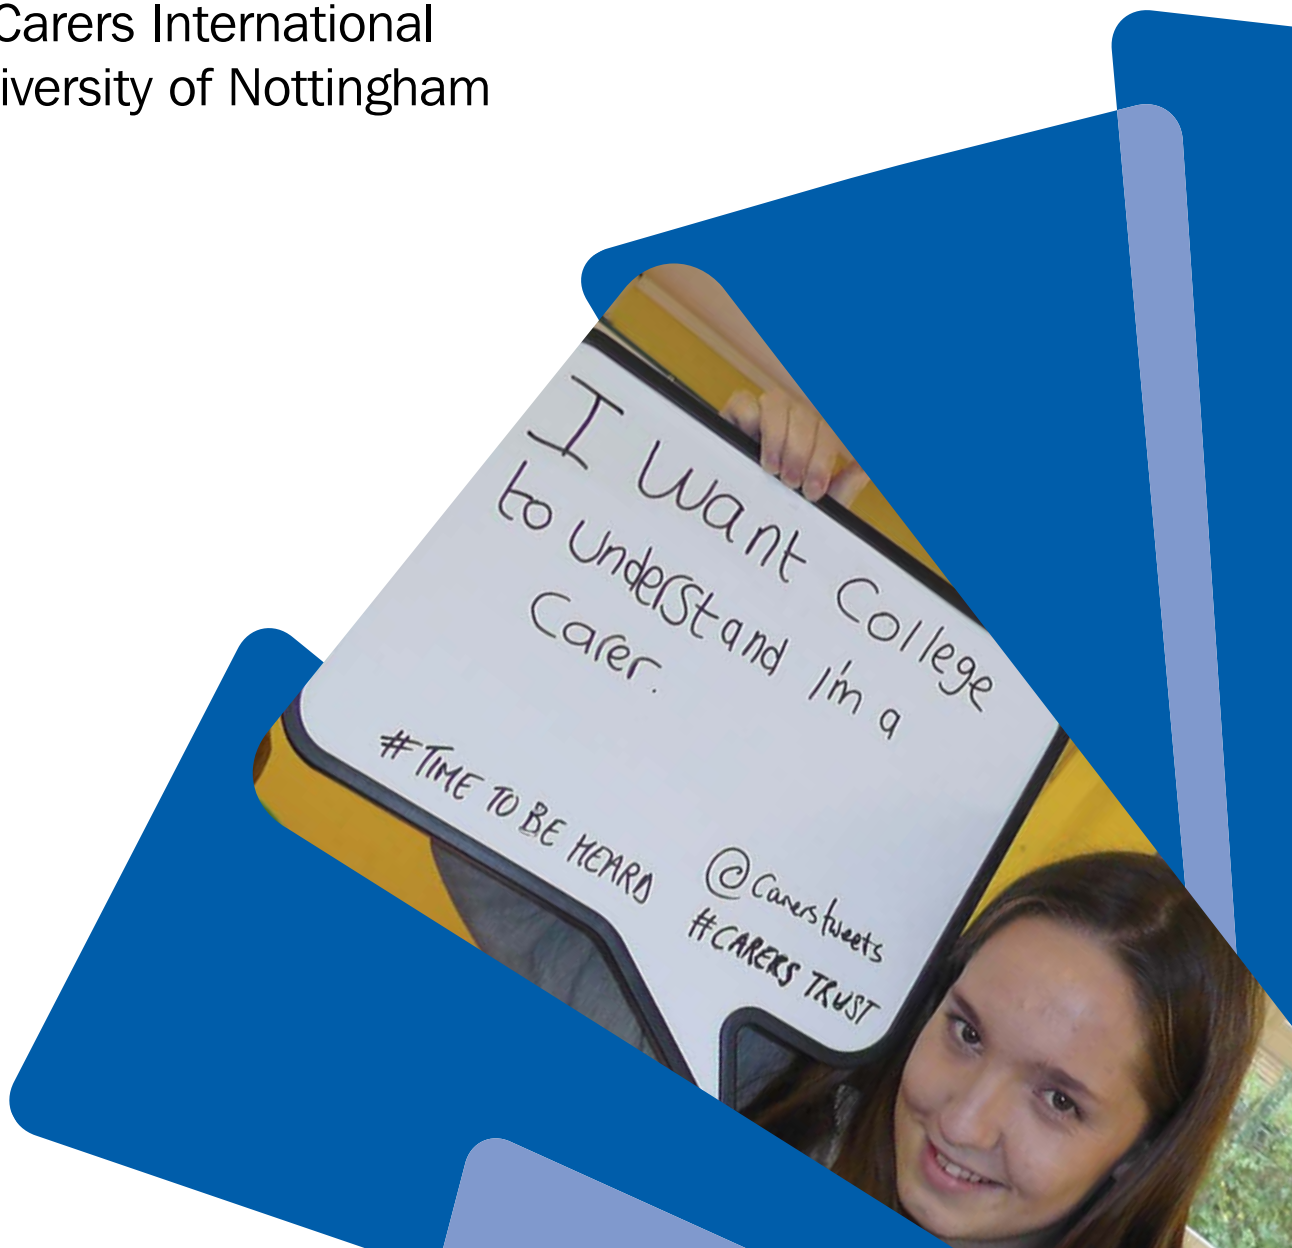 Carers International
iversity of Nottingham
I want College
to understand I'm a
Carer.
#TIME TO BE HEARD
@Carerstweets
#CARERS TRUST